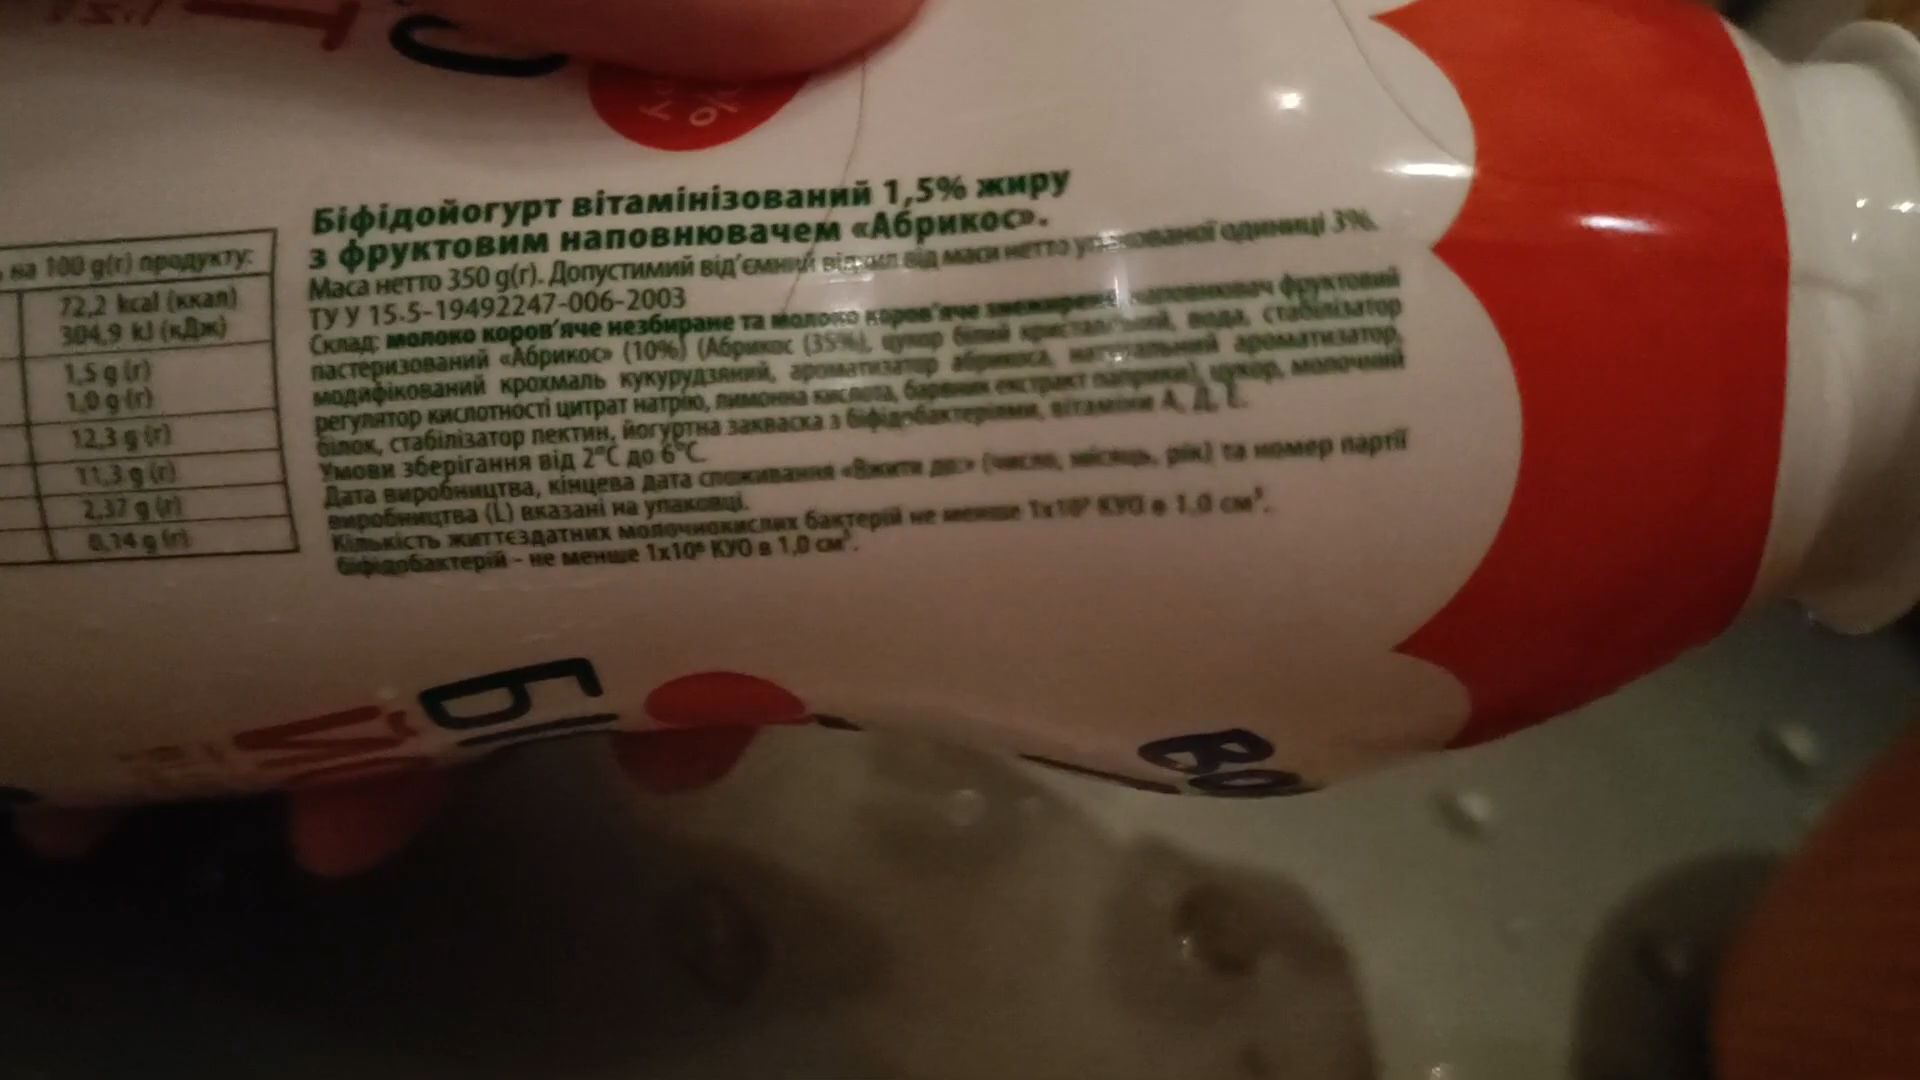 на 100 g(г) продукту:
72,2 kcal (ккал)
304,9 kJ (кДж)
1,5 g (г)
1,0 g (г)
12,3 g (г)
11,3 g (г)
2,37 g (г)
0,14 g (г)
Біфідойогурт вітамінізований 1,5% жиру
з фруктовим наповнювачем «Абрикос».
Маса нетто 350 g(г). Допустимий від'ємний відхил від маси нетто упакованої одиниці 3%.
ТУ У 15.5-19492247-006-2003
Склад: молоко коров'яче незбиране та молоко коров'яче знежирене, наповнювач фруктовий
пастеризований «Абрикос» (10%) (Абрикос (35%), цукор білий кристалічний, вода, стабілізатор
модифікований крохмаль кукурудзяний, ароматизатор абрикоса, натуральний ароматизатор,
регулятор кислотності цитрат натрію, лимонна кислота, барвник екстракт паприки), цукор, молочний
білок, стабілізатор пектин, йогуртна закваска з біфідобактеріями, вітаміни А, Д, Е.
Умови зберігання від 2°C до 6°C.
Дата виробництва, кінцева дата споживання «Вжити до:» (число, місяць, рік) та номер партії
виробництва (L) вказані на упаковці.
Кількість життєздатних молочнокислих бактерій не менше КУО в 1,0 см³,
біфідобактерій - не менше 1х10⁶ КУО в 1,0 см³.
БІ